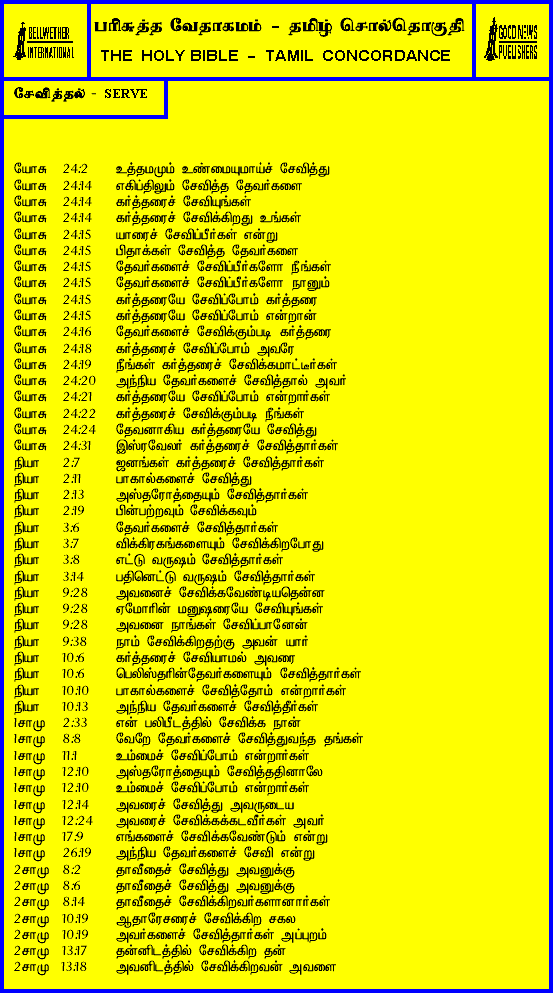 BELLWETHER
INTERNATIONAL
பரிசுத்த வேதாகமம் - தமிழ் சொல்தொகுதி
THE HOLY BIBLE - TAMIL CONCORDANCE
GOOD NEWS
PUBLISHERS
சேவித்தல் - SERVE
யோசு 24:2 உத்தமமும் உண்மையுமாய்ச் சேவித்து
யோசு 24:14 எகிப்திலும் சேவித்த தேவர்களை
யோசு 24:14 கர்த்தரைச் சேவியுங்கள்
யோசு 24:14 கர்த்தரைச் சேவிக்கிறது உங்கள்
யோசு 24:15 யாரைச் சேவிப்பீர்கள் என்று
யோசு 24:15 பிதாக்கள் சேவித்த தேவர்களை
யோசு 24:15 தேவர்களைச் சேவிப்பீர்களோ நீங்கள்
யோசு 24:15 தேவர்களைச் சேவிப்பீர்களோ நானும்
யோசு 24:15 கர்த்தரையே சேவிப்போம் கர்த்தரை
யோசு 24:15 கர்த்தரையே சேவிப்போம் என்றான்
யோசு 24:16 தேவர்களைச் சேவிக்கும்படி கர்த்தரை
யோசு 24:18 கர்த்தரைச் சேவிப்போம் அவரே
யோசு 24:19 நீங்கள் கர்த்தரைச் சேவிக்கமாட்டீர்கள்
யோசு 24:20 அந்நிய தேவர்களைச் சேவித்தால் அவர்
யோசு 24:21 கர்த்தரையே சேவிப்போம் என்றார்கள்
யோசு 24:22 கர்த்தரைச் சேவிக்கும்படி நீங்கள்
யோசு 24:24 தேவனாகிய கர்த்தரையே சேவித்து
யோசு 24:31 இஸ்ரவேலர் கர்த்தரைச் சேவித்தார்கள்
நியா 2:7 ஜனங்கள் கர்த்தரைச் சேவித்தார்கள்
நியா 2:11 பாகால்களைச் சேவித்து
நியா 2:13 அஸ்தரோத்தையும் சேவித்தார்கள்
நியா 2:19 பின்பற்றவும் சேவிக்கவும்
நியா 3:6 தேவர்களைச் சேவித்தார்கள்
நியா 3:7 விக்கிரகங்களையும் சேவிக்கிறபோது
நியா 3:8 எட்டு வருஷம் சேவித்தார்கள்
நியா 3:14 பதினெட்டு வருஷம் சேவித்தார்கள்
நியா 9:28 அவனைச் சேவிக்கவேண்டியதென்ன
நியா 9:28 ஏமோரின் மனுஷரையே சேவியுங்கள்
நியா 9:28 அவனை நாங்கள் சேவிப்பானேன்
நியா 9:38 நாம் சேவிக்கிறதற்கு அவன் யார்
நியா 10:6 கர்த்தரைச் சேவியாமல் அவரை
நியா 10:6 பெலிஸ்தரின்தேவர்களையும் சேவித்தார்கள்
நியா 10:10 பாகால்களைச் சேவித்தோம் என்றார்கள்
நியா 10:13 அந்நிய தேவர்களைச் சேவித்தீர்கள்
1சாமு 2:33 என் பலிபீடத்தில் சேவிக்க நான்
1சாமு 8:8 வேறே தேவர்களைச் சேவித்துவந்த தங்கள்
1சாமு 11:1 உம்மைச் சேவிப்போம் என்றார்கள்
1சாமு 12:10 அஸ்தரோத்தையும் சேவித்ததினாலே
1சாமு 12:10 உம்மைச் சேவிப்போம் என்றார்கள்
1சாமு 12:14 அவரைச் சேவித்து அவருடைய
1சாமு 12:24 அவரைச் சேவிக்கக்கடவீர்கள் அவர்
1சாமு 17:9 எங்களைச் சேவிக்கவேண்டும் என்று
1சாமு 26:19 அந்நிய தேவர்களைச் சேவி என்று
2சாமு 8:2 தாவீதைச் சேவித்து அவனுக்கு
2சாமு 8:6 தாவீதைச் சேவித்து அவனுக்கு
2சாமு 8:14 தாவீதைச் சேவிக்கிறவர்களானார்கள்
2சாமு 10:19 ஆதாரேசரைச் சேவிக்கிற சகல
2சாமு 10:19 அவர்களைச் சேவித்தார்கள் அப்புறம்
2சாமு 13:17 தன்னிடத்தில் சேவிக்கிற தன்
2சாமு 13:18 அவனிடத்தில் சேவிக்கிறவன் அவளை